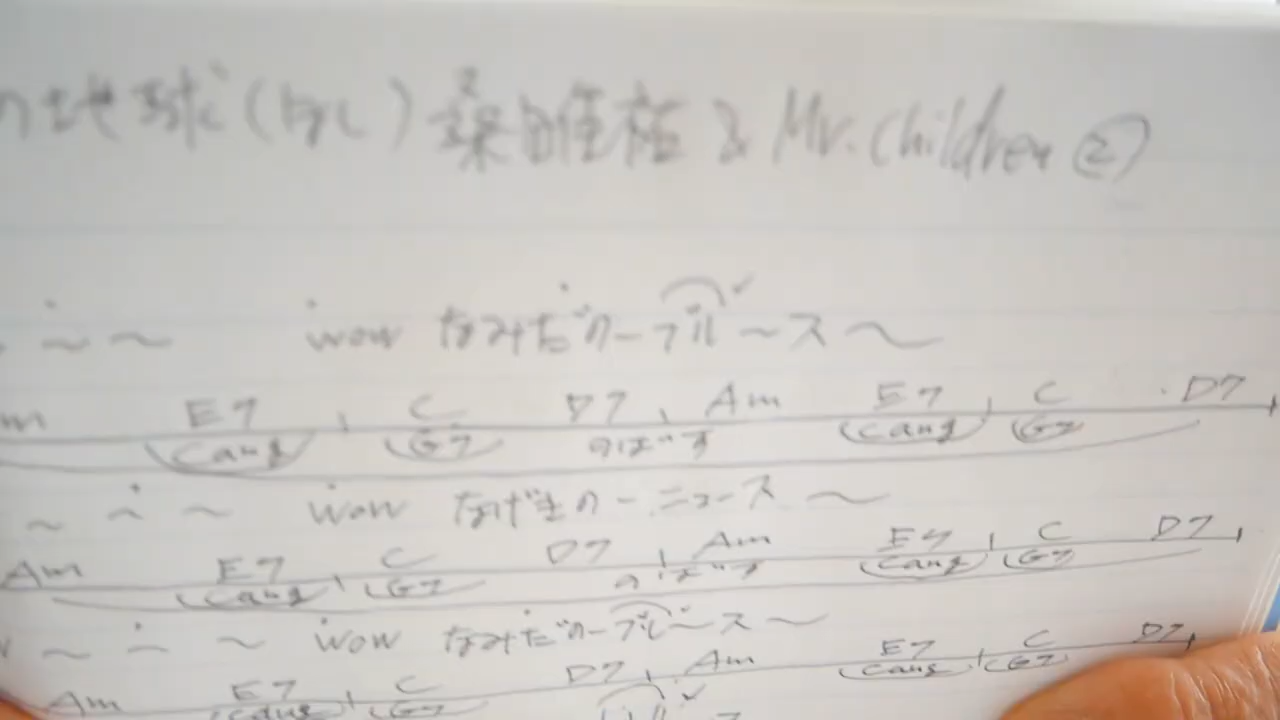 の地球(なし) 桑田佳祐 & Mr.Children ②
~ ~ wow なみだのーブル~ス~
m E7 C D7 Am E7 C D7
Caug G7 のばす Caug G7
~ ~ ~ wow なげきのーニュース ~
Am E7 C D7 Am E7 C D7
Caug G7 のばす Caug G7
~ ~ ~ wow なみだのーブル~ス~
Am E7 C D7 Am E7 C D7
Caug G7 Caug G7